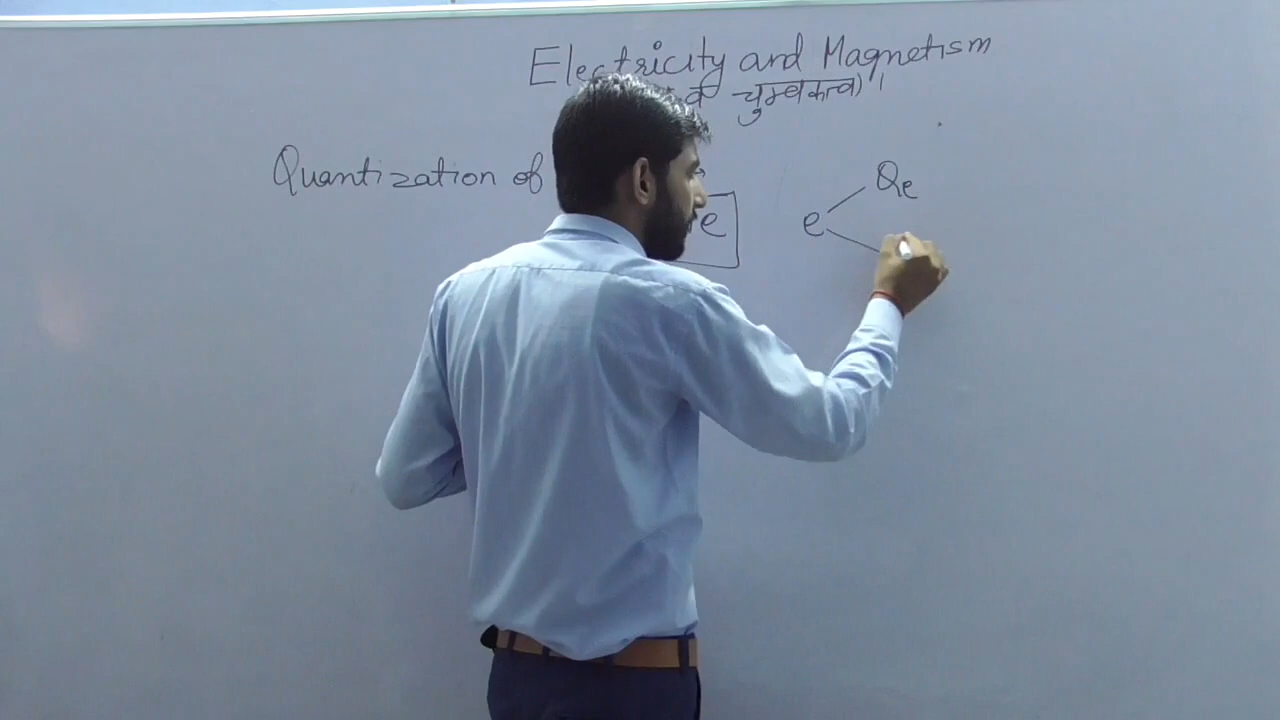 Electricity and Magnetism
व चुम्बकत्व) ।
Quantization of
e
e
Qe